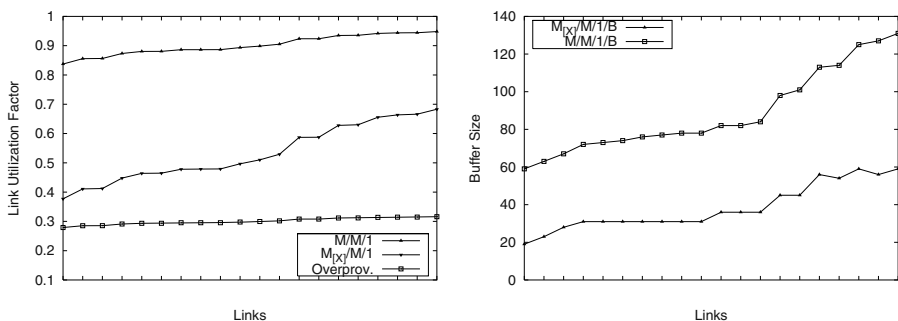 1
0.9
0.8
0.7
0.6
0.5
0.4
0.3
0.2
0.1
Link Utilization Factor
Links
M/M/1
M[X]/M/1
Overprov.
140
120
100
80
60
40
20
0
Buffer Size
Links
M[X]/M/1/B
M/M/1/B